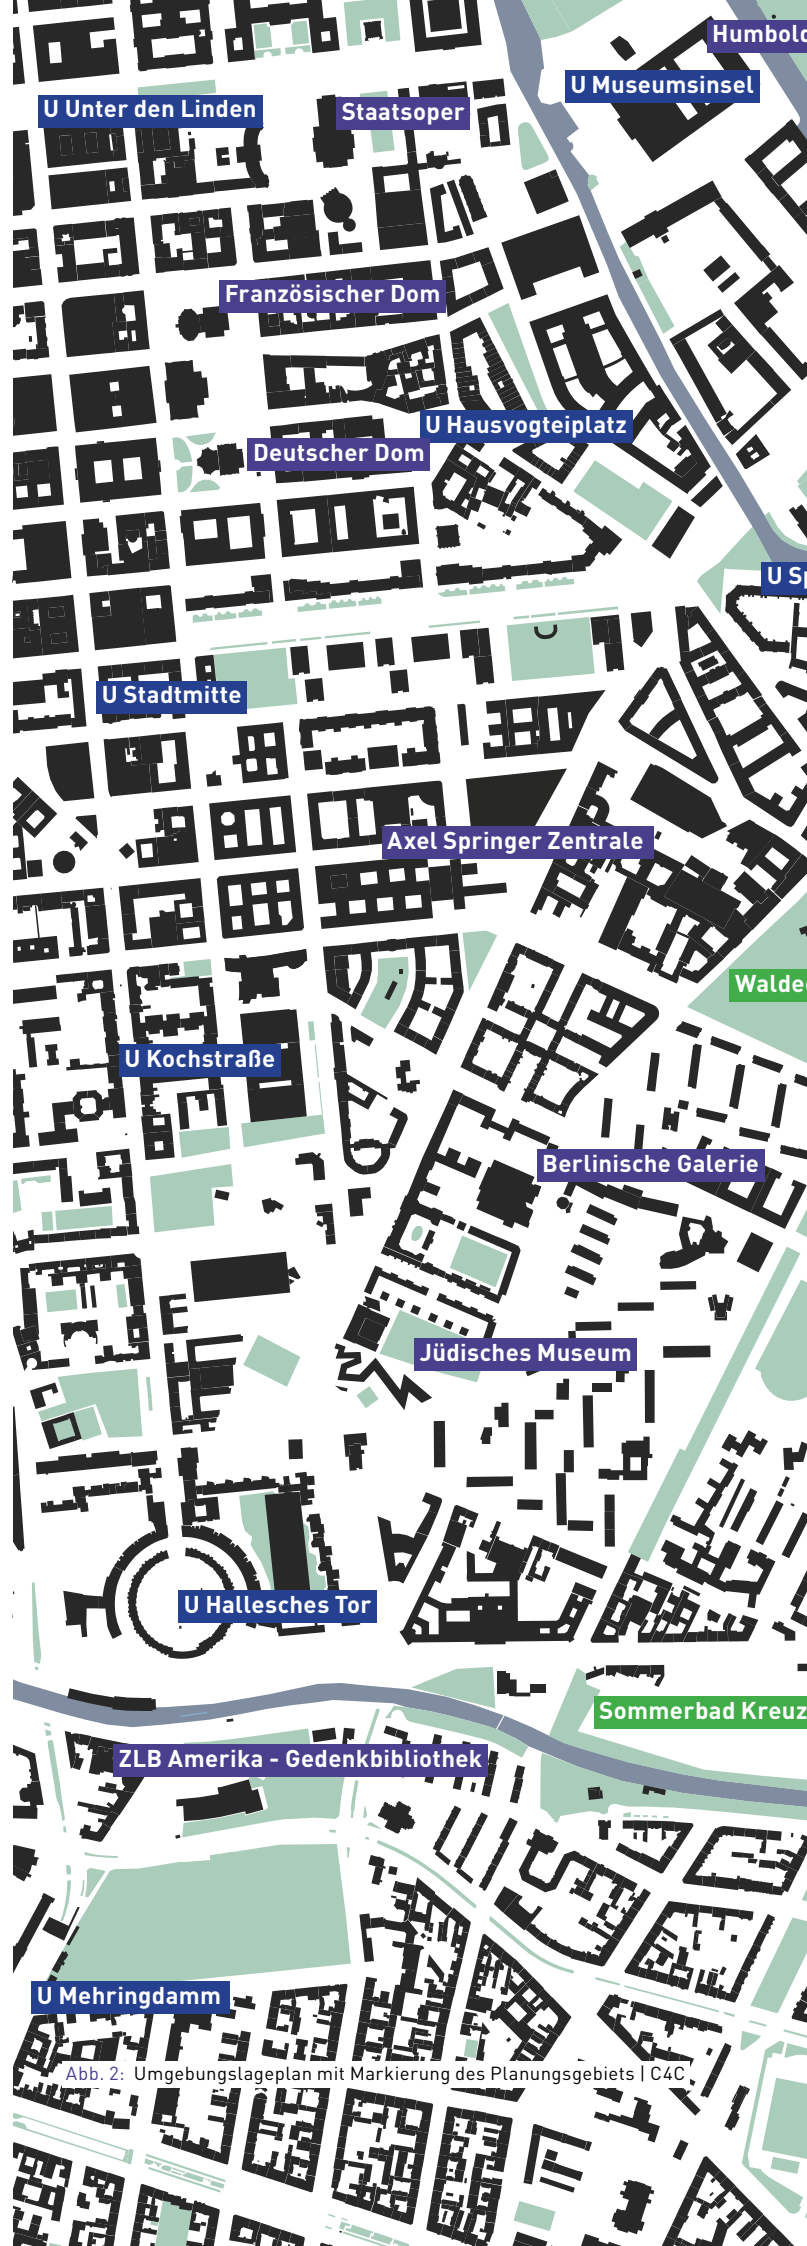 Humbold
U Museumsinsel
U Unter den Linden
Staatsoper
Französischer Dom
U Hausvogteiplatz
Deutscher Dom
U Sp
U Stadtmitte
Axel Springer Zentrale
Waldec
U Kochstraße
Berlinische Galerie
Jüdisches Museum
U Hallesches Tor
Sommerbad Kreuz
ZLB Amerika - Gedenkbibliothek
U Mehringdamm
Abb. 2: Umgebungslageplan mit Markierung des Planungsgebiets | C4C